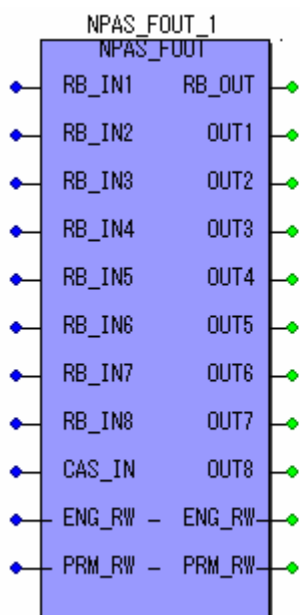 NPAS_FOUT_1
NPAS_FOUT
RB_IN1 RB_OUT
RB_IN2 OUT1
RB_IN3 OUT2
RB_IN4 OUT3
RB_IN5 OUT4
RB_IN6 OUT5
RB_IN7 OUT6
RB_IN8 OUT7
CAS_IN OUT8
ENG_RW - ENG_RW
PRM_RW - PRM_RW